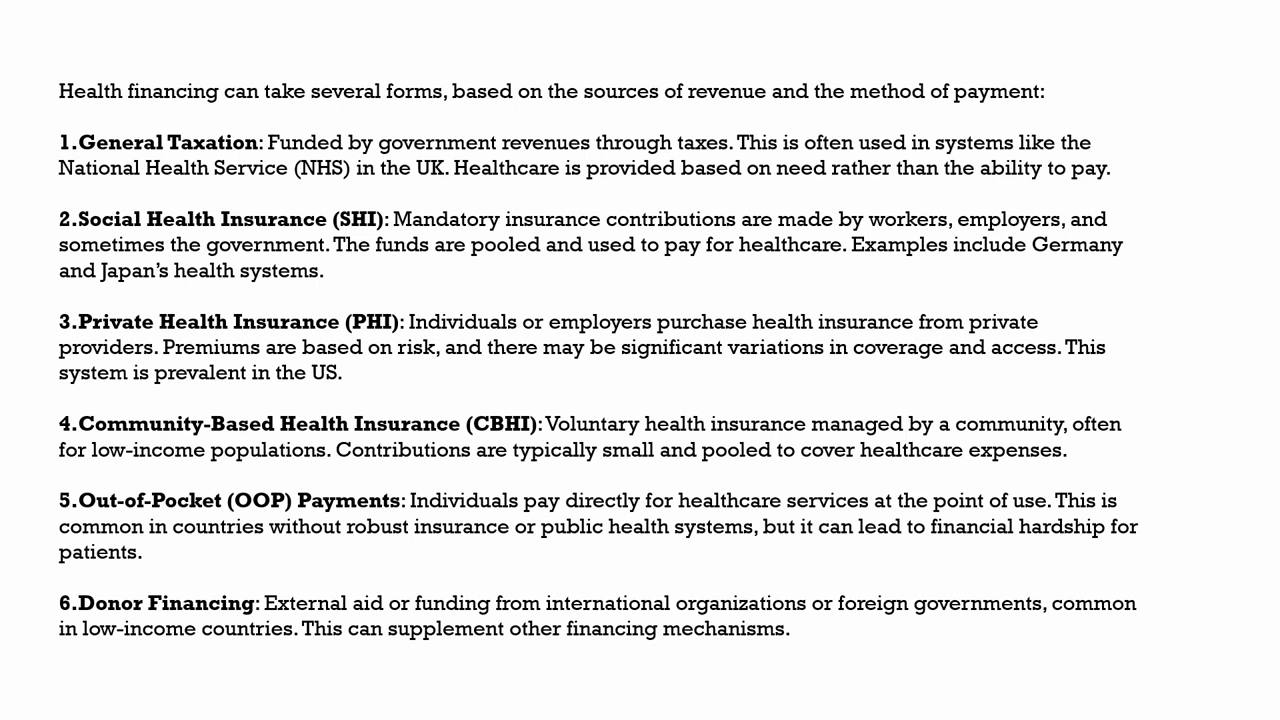 Health financing can take several forms, based on the sources of revenue and the method of payment:
1.General Taxation: Funded by government revenues through taxes. This is often used in systems like the
National Health Service (NHS) in the UK. Healthcare is provided based on need rather than the ability to pay.
2.Social Health Insurance (SHI): Mandatory insurance contributions are made by workers, employers, and
sometimes the government. The funds are pooled and used to pay for healthcare. Examples include Germany
and Japan’s health systems.
3.Private Health Insurance (PHI): Individuals or employers purchase health insurance from private
providers. Premiums are based on risk, and there may be significant variations in coverage and access. This
system is prevalent in the US.
4.Community-Based Health Insurance (CBHI): Voluntary health insurance managed by a community, often
for low-income populations. Contributions are typically small and pooled to cover healthcare expenses.
5.Out-of-Pocket (OOP) Payments: Individuals pay directly for healthcare services at the point of use. This is
common in countries without robust insurance or public health systems, but it can lead to financial hardship for
patients.
6.Donor Financing: External aid or funding from international organizations or foreign governments, common
in low-income countries. This can supplement other financing mechanisms.